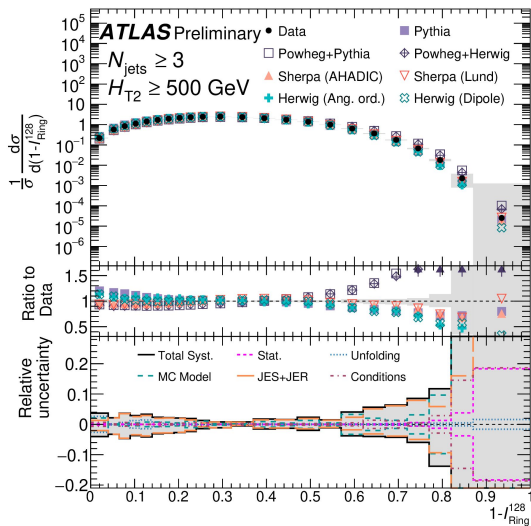 ATLAS Preliminary
N_jets ≥ 3
H_T2 ≥ 500 GeV
Data
Pythia
Powheg+Pythia
Powheg+Herwig
Sherpa (AHADIC)
Sherpa (Lund)
Herwig (Ang. ord.)
Herwig (Dipole)
1/σ dσ/d(1-I^128_Ring)
10^5
10^4
10^3
10^2
10
1
10^−1
10^−2
10^−3
10^−4
10^−5
10^−6
Ratio to
Data
1.5
1
0.5
Relative
uncertainty
Total Syst.
Stat.
Unfolding
MC Model
JES+JER
Conditions
0.2
0.1
0
−0.1
−0.2
0 0.1 0.2 0.3 0.4 0.5 0.6 0.7 0.8 0.9 1
1-I^128_Ring